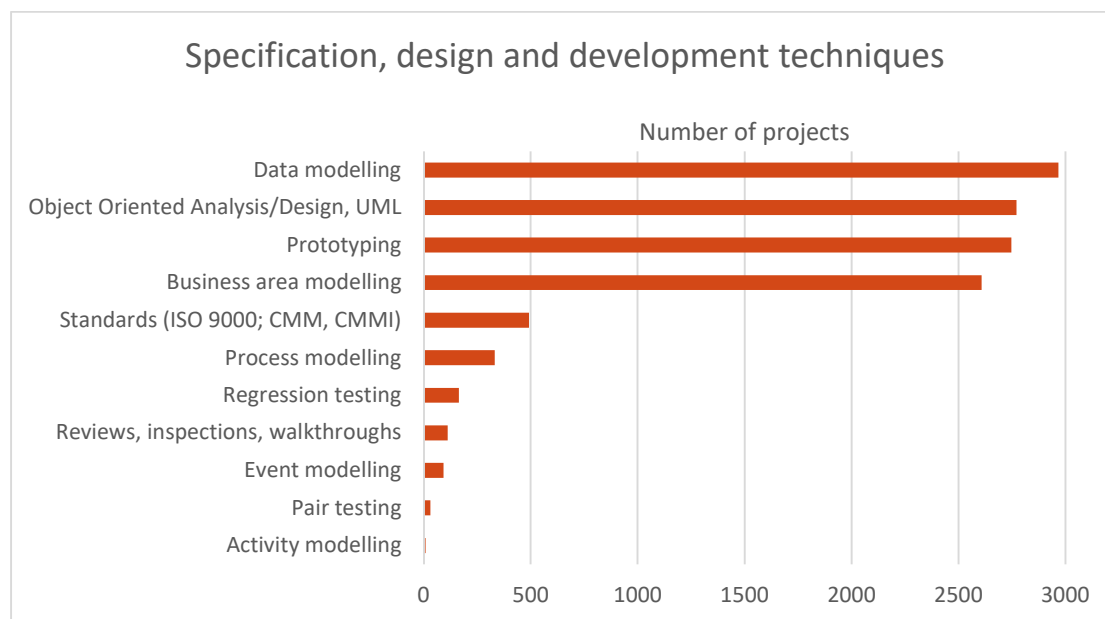 Specification, design and development techniques
Number of projects
Data modelling
Object Oriented Analysis/Design, UML
Prototyping
Business area modelling
Standards (ISO 9000; CMM, CMMI)
Process modelling
Regression testing
Reviews, inspections, walkthroughs
Event modelling
Pair testing
Activity modelling
0 500 1000 1500 2000 2500 3000